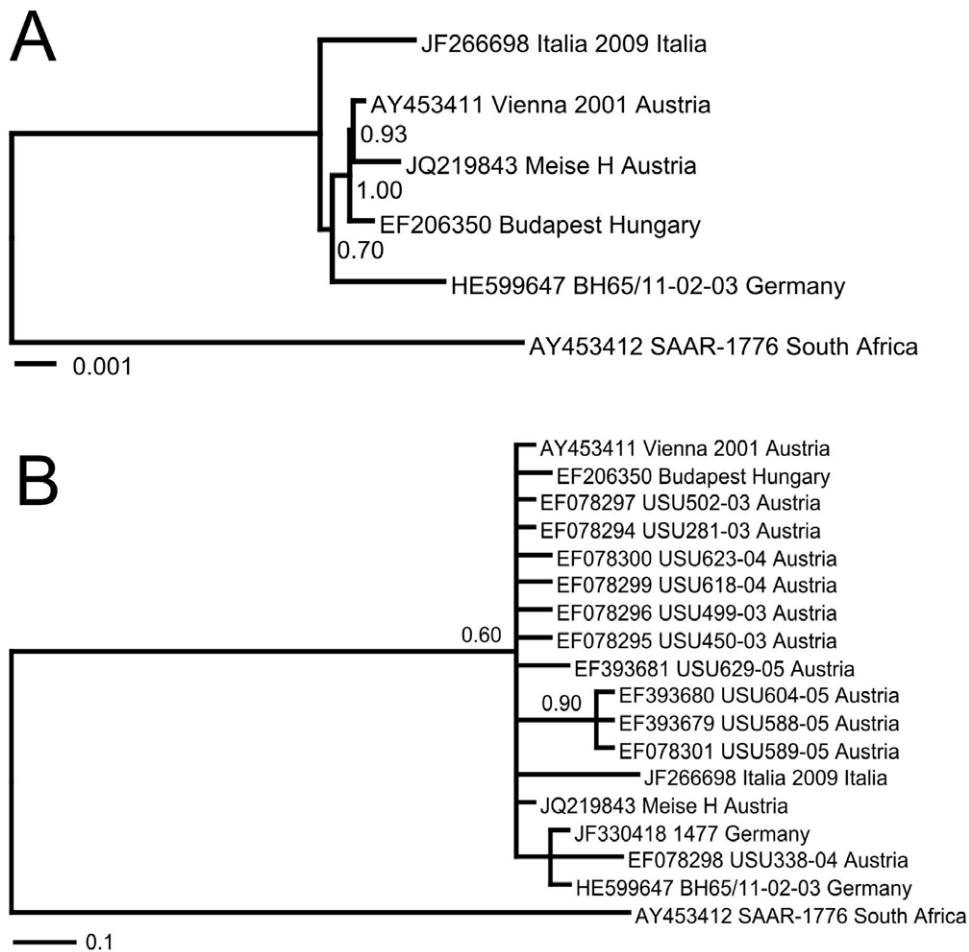 A
JF266698 Italia 2009 Italia
AY453411 Vienna 2001 Austria
0.93
JQ219843 Meise H Austria
1.00
EF206350 Budapest Hungary
0.70
HE599647 BH65/11-02-03 Germany
AY453412 SAAR-1776 South Africa
0.001
B
AY453411 Vienna 2001 Austria
EF206350 Budapest Hungary
EF078297 USU502-03 Austria
EF078294 USU281-03 Austria
EF078300 USU623-04 Austria
EF078299 USU618-04 Austria
EF078296 USU499-03 Austria
0.60
EF078295 USU450-03 Austria
EF393681 USU629-05 Austria
EF393680 USU604-05 Austria
0.90
EF393679 USU588-05 Austria
EF078301 USU589-05 Austria
JF266698 Italia 2009 Italia
JQ219843 Meise H Austria
JF330418 1477 Germany
EF078298 USU338-04 Austria
HE599647 BH65/11-02-03 Germany
AY453412 SAAR-1776 South Africa
0.1